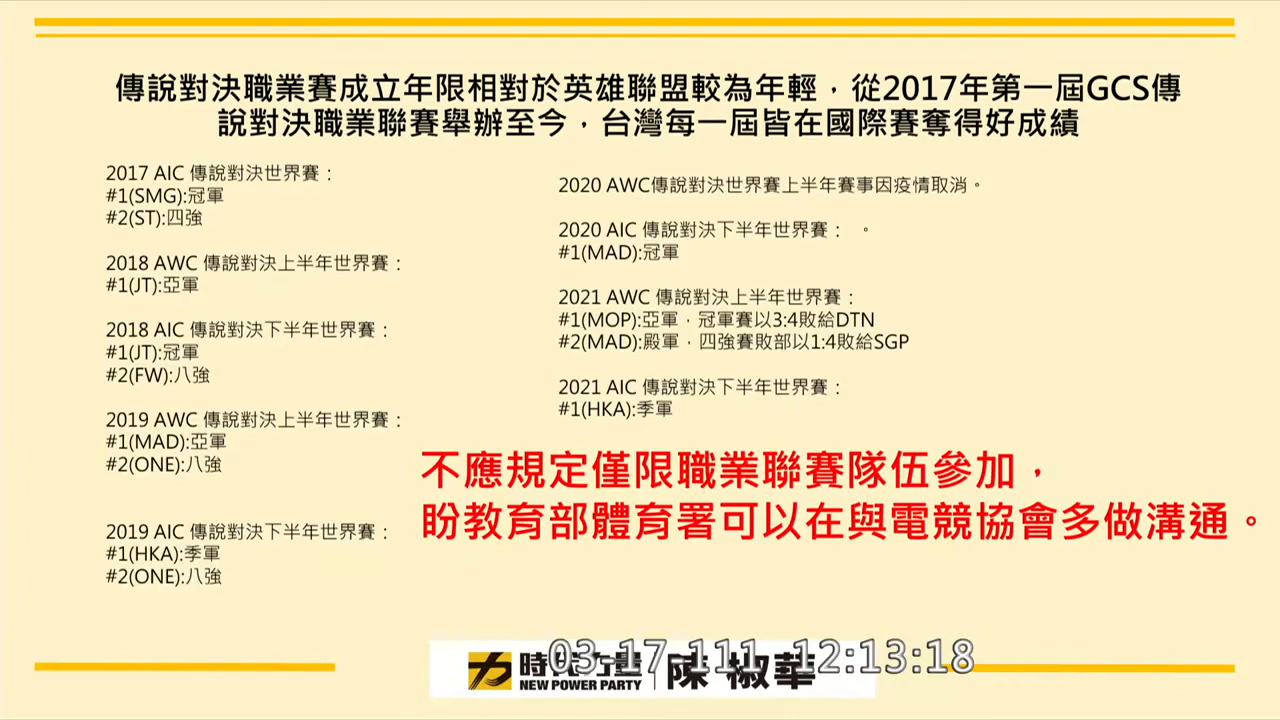 傳說對決職業賽成立年限相對於英雄聯盟較為年輕，從2017年第一屆GCS傳
說對決職業聯賽舉辦至今，台灣每一屆皆在國際賽奪得好成績
2017 AIC 傳說對決世界賽：
#1(SMG):冠軍
#2(ST):四強
2018 AWC 傳說對決上半年世界賽：
#1(JT):亞軍
2018 AIC 傳說對決下半年世界賽：
#1(JT):冠軍
#2(FW):八強
2019 AWC 傳說對決上半年世界賽：
#1(MAD):亞軍
#2(ONE):八強
2019 AIC 傳說對決下半年世界賽：
#1(HKA):季軍
#2(ONE):八強
2020 AWC傳說對決世界賽上半年賽事因疫情取消。
2020 AIC 傳說對決下半年世界賽： 。
#1(MAD):冠軍
2021 AWC 傳說對決上半年世界賽：
#1(MOP):亞軍，冠軍賽以3:4敗給DTN
#2(MAD):殿軍，四強賽敗部以1:4敗給SGP
2021 AIC 傳說對決下半年世界賽：
#1(HKA):季軍
不應規定僅限職業聯賽隊伍參加，
盼教育部體育署可以在與電競協會多做溝通。
03-17-111 12:13:18
時代力量
NEW POWER PARTY
陳椒華